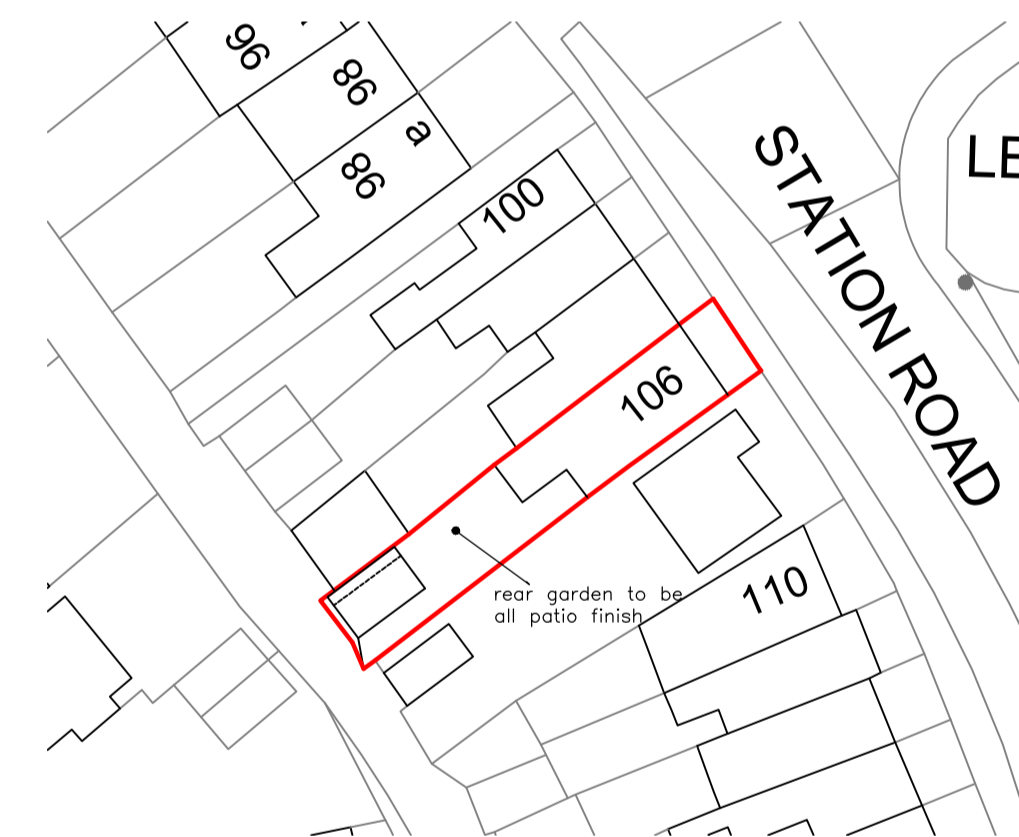 96
98
a
98
100
106
110
STATION ROAD
LE
rear garden to be
all patio finish